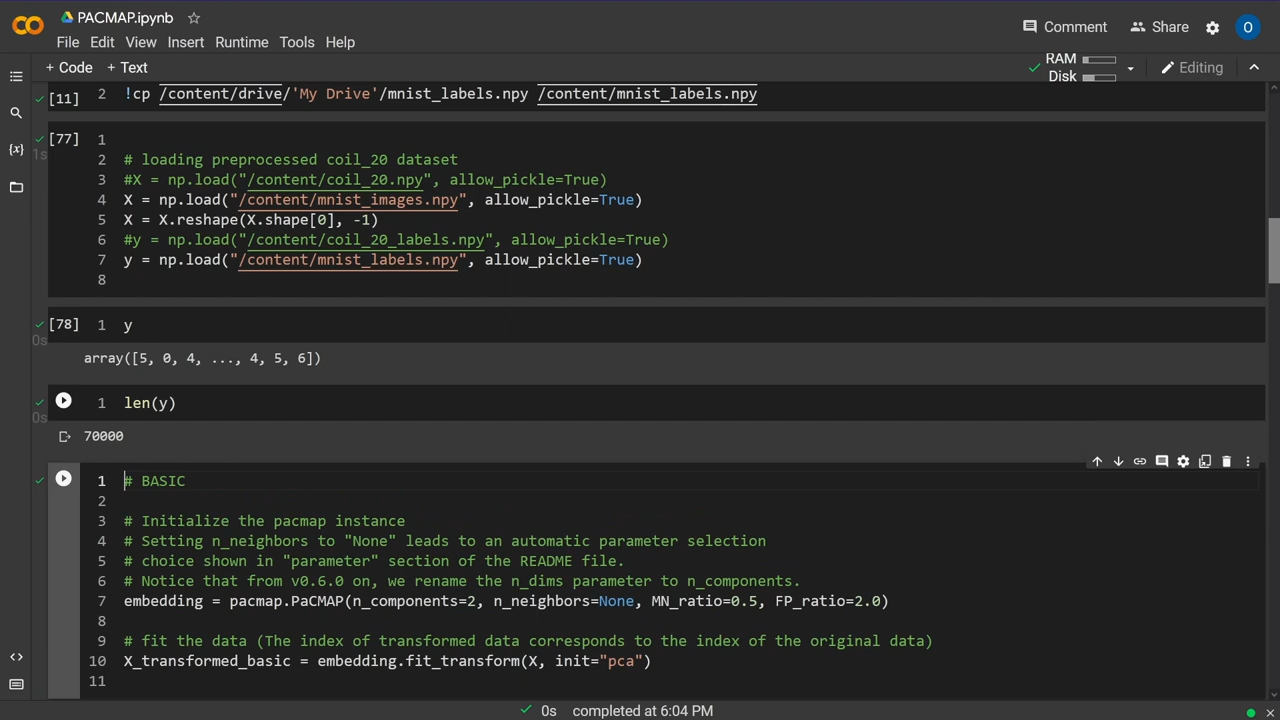 PACMAP.ipynb
File Edit View Insert Runtime Tools Help
Comment Share O
+ Code + Text
RAM
Disk
Editing
[11] 2 !cp /content/drive/'My Drive'/mnist_labels.npy /content/mnist_labels.npy
[77] 1
1s
2 # loading preprocessed coil_20 dataset
3 #X = np.load("/content/coil_20.npy", allow_pickle=True)
4 X = np.load("/content/mnist_images.npy", allow_pickle=True)
5 X = X.reshape(X.shape[0], -1)
6 #y = np.load("/content/coil_20_labels.npy", allow_pickle=True)
7 y = np.load("/content/mnist_labels.npy", allow_pickle=True)
8
[78] 1 y
0s
array([5, 0, 4, ..., 4, 5, 6])
1 len(y)
0s
70000
1 # BASIC
2
3 # Initialize the pacmap instance
4 # Setting n_neighbors to "None" leads to an automatic parameter selection
5 # choice shown in "parameter" section of the README file.
6 # Notice that from v0.6.0 on, we rename the n_dims parameter to n_components.
7 embedding = pacmap.PaCMAP(n_components=2, n_neighbors=None, MN_ratio=0.5, FP_ratio=2.0)
8
9 # fit the data (The index of transformed data corresponds to the index of the original data)
10 X_transformed_basic = embedding.fit_transform(X, init="pca")
11
0s completed at 6:04 PM